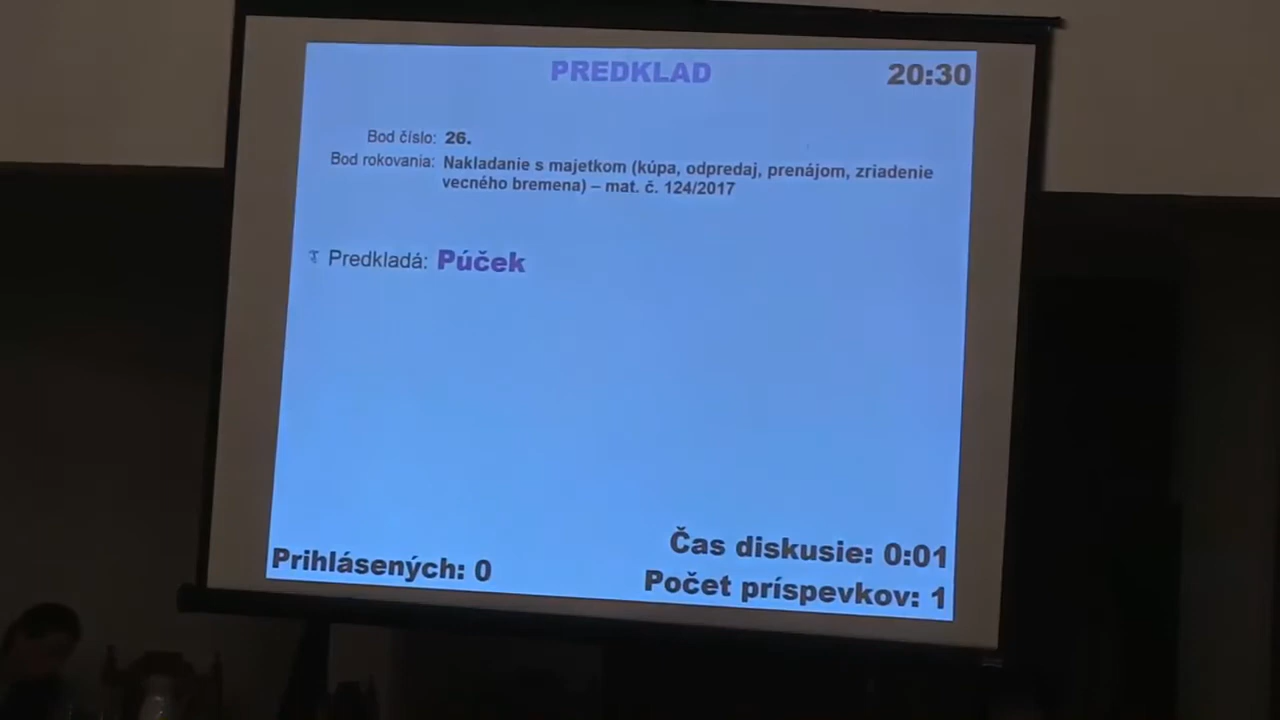 PREDKLAD
20:30
Bod číslo: 26.
Bod rokovania: Nakladanie s majetkom (kúpa, odpredaj, prenájom, zriadenie
vecného bremena) – mat. č. 124/2017
Predkladá: Púček
Čas diskusie: 0:01
Prihlásených: 0
Počet príspevkov: 1